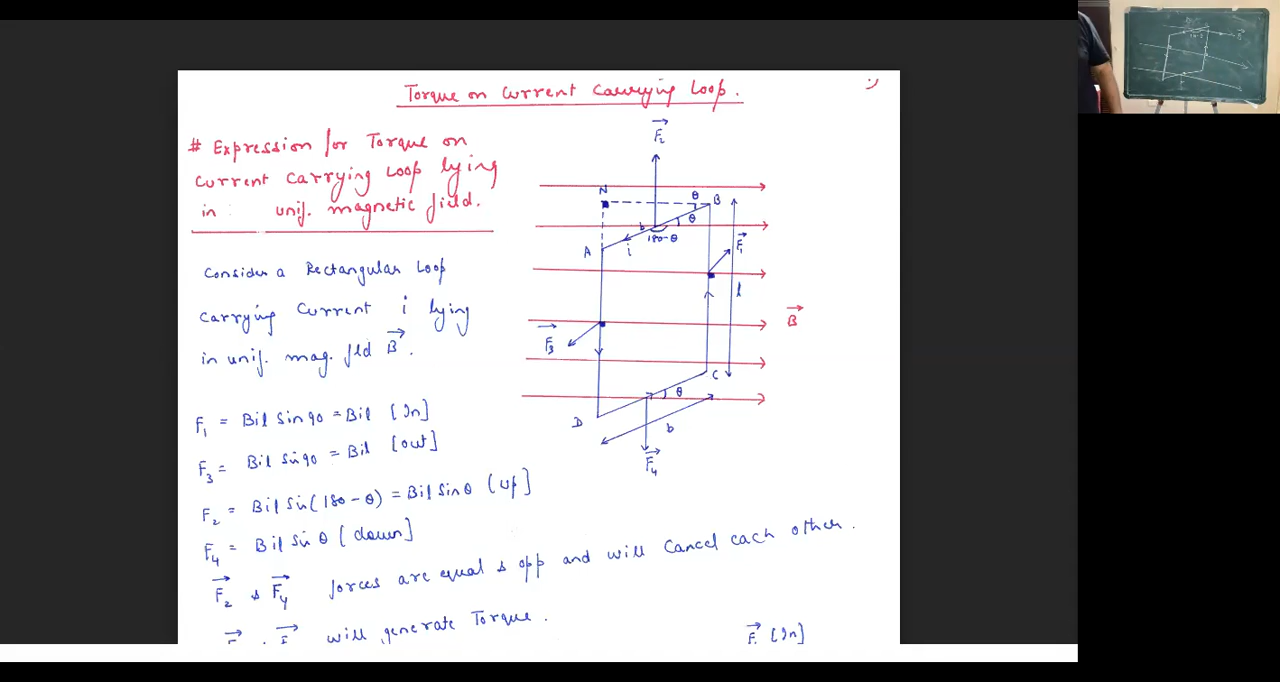 Torque on Current Carrying Loop.
# Expression for Torque on
Current Carrying Loop lying
in unif. magnetic field.
Consider a Rectangular Loop
Carrying Current i lying
in unif. mag. fld B→.
F₁ = Bil Sin 90 = Bil [In]
F₃ = Bil Sin 90 = Bil [out]
F₂ = Bil Sin(180-θ) = Bil Sinθ (up]
F₄ = Bil Sin θ [down]
F₂→ & F₄→ forces are equal & opp and will Cancel each other.
will generate Torque.
F→ [In]
F₂→
N
θ
B
θ
b
180-θ
A
i
F₁→
l
B→
F₃→
C
θ
D
b
F₄→